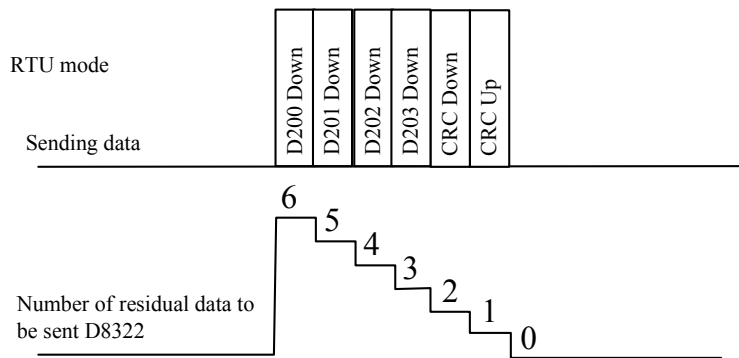 RTU mode
D200 Down
D201 Down
D202 Down
D203 Down
CRC Down
CRC Up
Sending data
6
5
4
3
2
1
0
Number of residual data to
be sent D8322